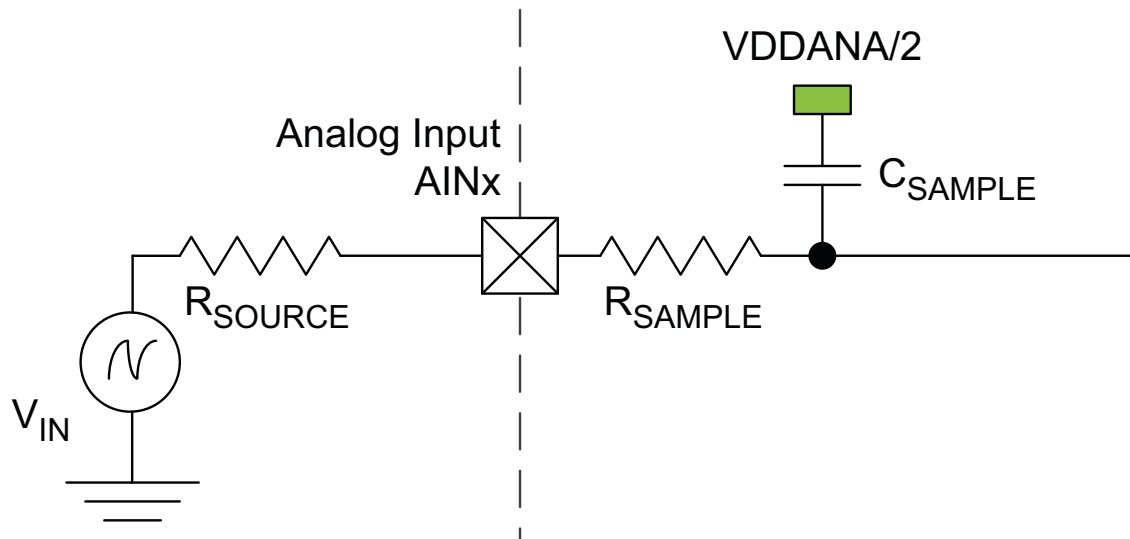 VDDANA/2
Analog Input
AINx
CSAMPLE
RSOURCE
RSAMPLE
VIN